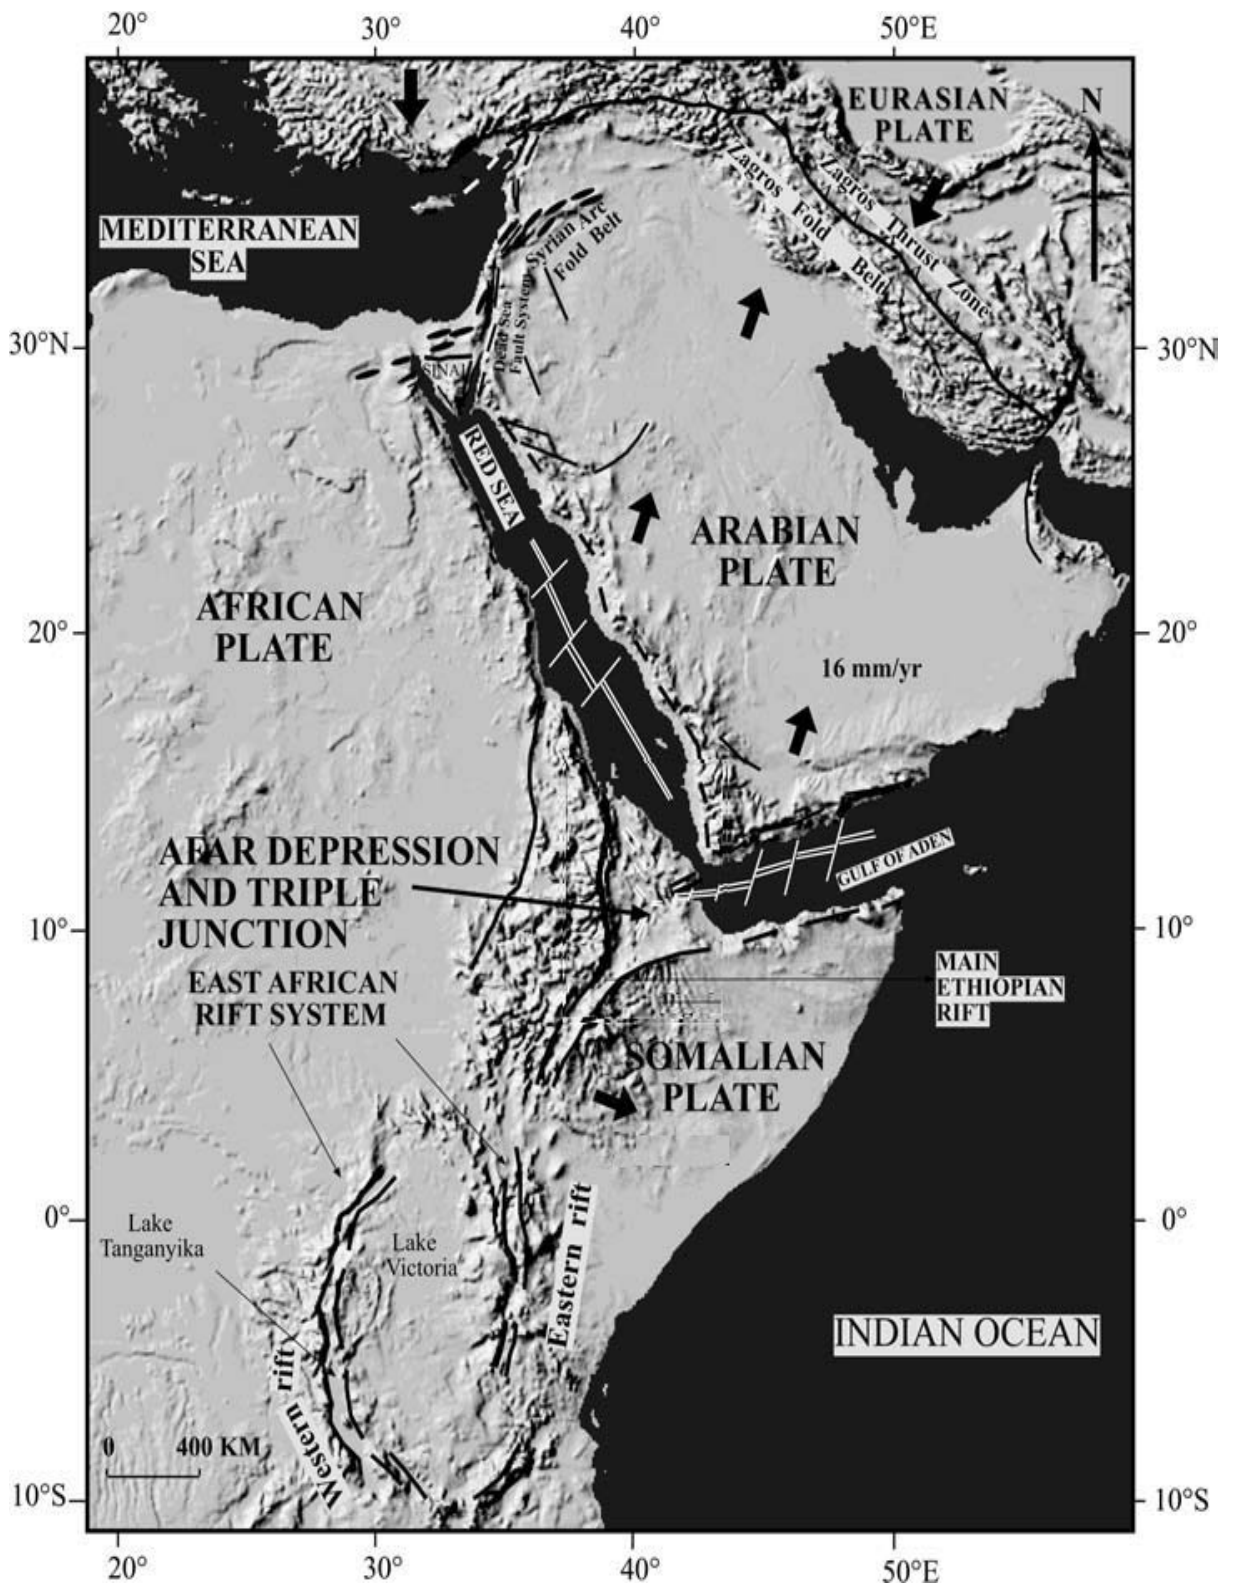 20°
30°
40°
50°E
EURASIAN
PLATE
N
Zagros Fold Belt
Zagros Thrust Zone
MEDITERRANEAN
SEA
Syrian Arc
Fold Belt
Dead Sea
Fault System
SINAI
30°N
30°N
RED SEA
ARABIAN
PLATE
AFRICAN
PLATE
20°
20°
16 mm/yr
AFAR DEPRESSION
AND TRIPLE
JUNCTION
GULF OF ADEN
10°
10°
EAST AFRICAN
RIFT SYSTEM
MAIN
ETHIOPIAN
RIFT
SOMALIAN
PLATE
0°
0°
Lake
Tanganyika
Lake
Victoria
Eastern rift
Western rift
INDIAN OCEAN
0 400 KM
10°S
10°S
20°
30°
40°
50°E